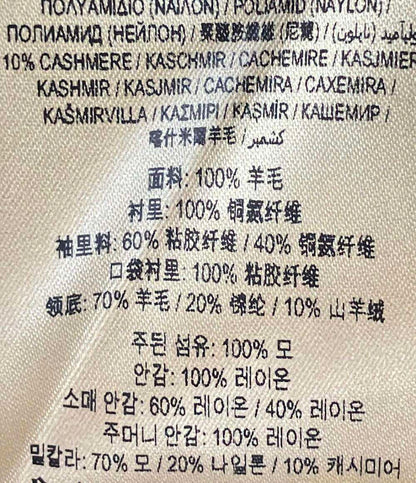 ΠΟΛΥΑΜΙΔΙΟ (ΝΑΪΛΟΝ) / POLIAMID (NAYLON) /
ПОЛИАМИД (НЕЙЛОН) / 聚醯胺纖維 (尼龍) / (نايلون)
10% CASHMERE / KASCHMIR / CACHEMIRE / KASJMIER
KASHMIR / KASJMIR / CACHEMIRA / CAXEMIRA /
KAŠMIRVILLA / ΚΑΣΜΙΡΙ / KAŞMİR / КАШЕМИР /
喀什米爾羊毛 / كشمير
面料: 100% 羊毛
衬里: 100% 铜氨纤维
袖里料: 60% 粘胶纤维 / 40% 铜氨纤维
口袋衬里: 100% 粘胶纤维
领底: 70% 羊毛 / 20% 锦纶 / 10% 山羊绒
주된 섬유: 100% 모
안감: 100% 레이온
소매 안감: 60% 레이온 / 40% 레이온
주머니 안감: 100% 레이온
밑칼라: 70% 모 / 20% 나일론 / 10% 캐시미어